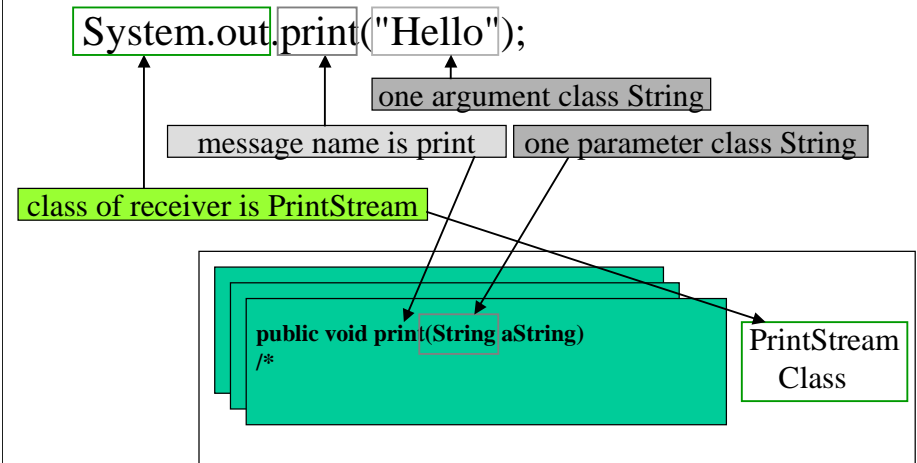 System.out.print("Hello");
one argument class String
message name is print
one parameter class String
class of receiver is PrintStream
public void print(String aString)
/*
PrintStream
Class